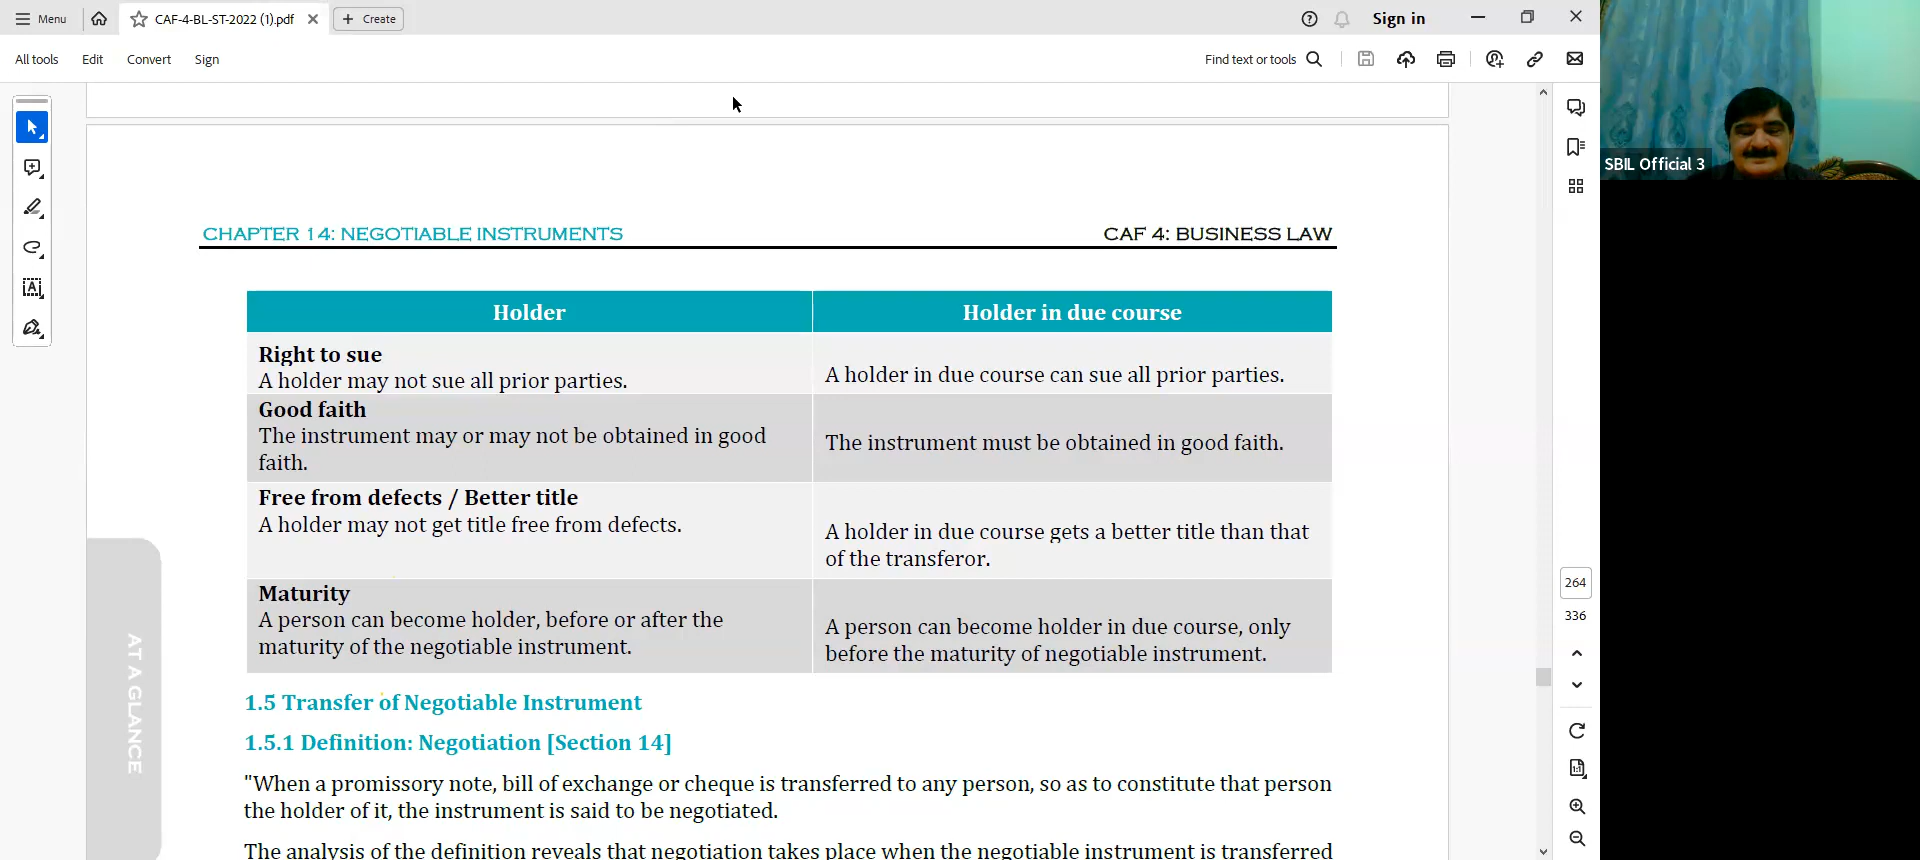 Menu
CAF-4-BL-ST-2022 (1).pdf
Create
Sign in
All tools
Edit
Convert
Sign
Find text or tools
SBIL Official 3
CHAPTER 14: NEGOTIABLE INSTRUMENTS
CAF 4: BUSINESS LAW
Holder
Holder in due course
Right to sue
A holder may not sue all prior parties.
A holder in due course can sue all prior parties.
Good faith
The instrument may or may not be obtained in good
faith.
The instrument must be obtained in good faith.
Free from defects / Better title
A holder may not get title free from defects.
A holder in due course gets a better title than that
of the transferor.
Maturity
A person can become holder, before or after the
maturity of the negotiable instrument.
A person can become holder in due course, only
before the maturity of negotiable instrument.
1.5 Transfer of Negotiable Instrument
1.5.1 Definition: Negotiation [Section 14]
"When a promissory note, bill of exchange or cheque is transferred to any person, so as to constitute that person
the holder of it, the instrument is said to be negotiated.
The analysis of the definition reveals that negotiation takes place when the negotiable instrument is transferred
AT A GLANCE
264
336